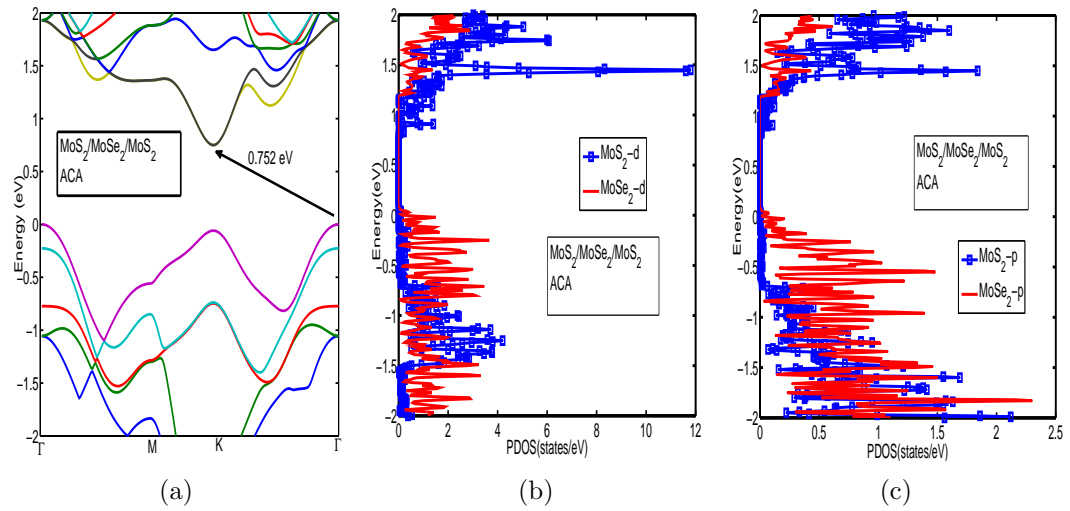 2
1.5
1
0.5
0
−0.5
−1
−1.5
−2
Energy (eV)
MoS2/MoSe2/MoS2
ACA
0.752 eV
Γ
M
K
Γ
(a)
2
1.5
1
0.5
0
−0.5
−1
−1.5
−2
Energy(eV)
MoS2−d
MoSe2−d
MoS2/MoSe2/MoS2
ACA
0
2
4
6
8
10
12
PDOS(states/eV)
(b)
2
1.5
1
0.5
0
−0.5
−1
−1.5
−2
Energy(eV)
MoS2/MoSe2/MoS2
ACA
MoS2−p
MoSe2−p
0
0.5
1
1.5
2
2.5
PDOS(states/eV)
(c)